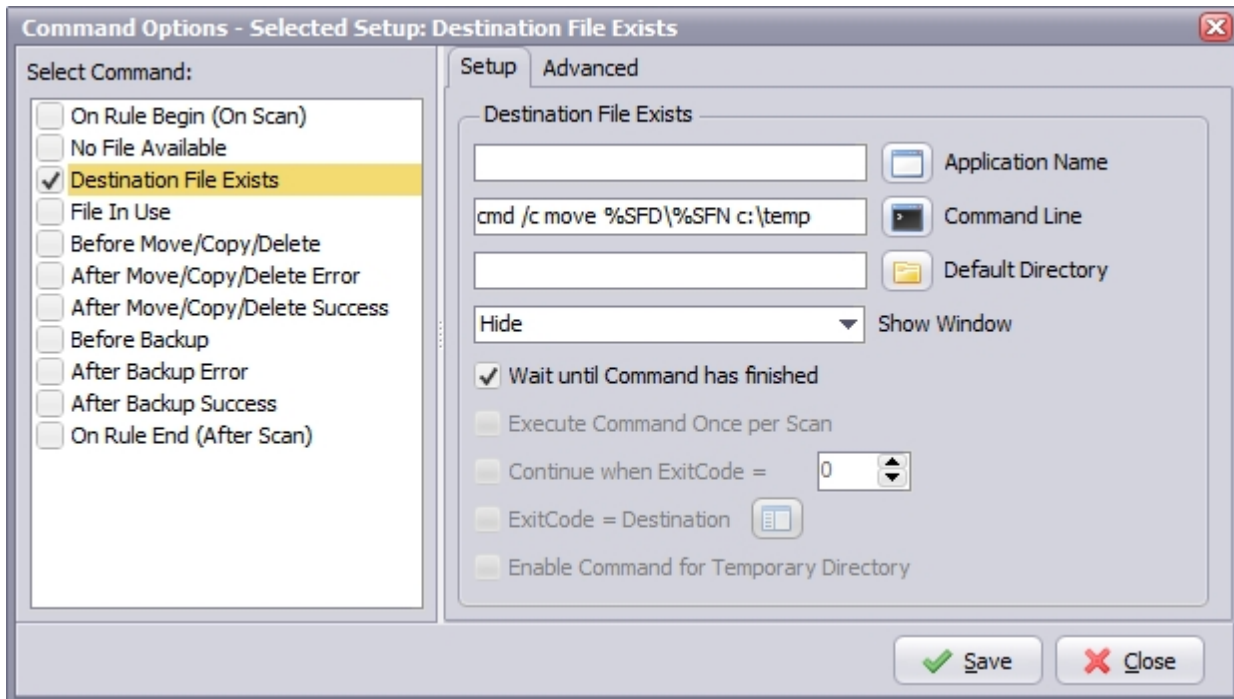 Command Options - Selected Setup: Destination File Exists
Select Command:
On Rule Begin (On Scan)
No File Available
Destination File Exists
File In Use
Before Move/Copy/Delete
After Move/Copy/Delete Error
After Move/Copy/Delete Success
Before Backup
After Backup Error
After Backup Success
On Rule End (After Scan)
Setup Advanced
Destination File Exists
Application Name
cmd /c move %SFD\%SFN c:\temp Command Line
Default Directory
Hide Show Window
Wait until Command has finished
Execute Command Once per Scan
Continue when ExitCode = 0
ExitCode = Destination
Enable Command for Temporary Directory
Save Close